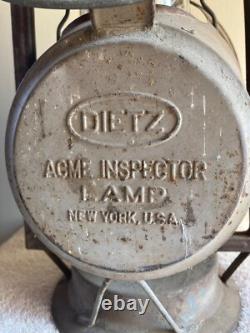 DIETZ
ACME INSPECTOR
LAMP
NEW YORK, U.S.A.